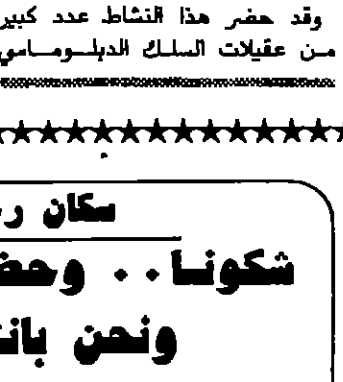 وقد حضر هذا النشاط عدد كبير
من عقيلات السلك الدبلوماسي
سكان
شكونا .. وحض
ونحن بانت